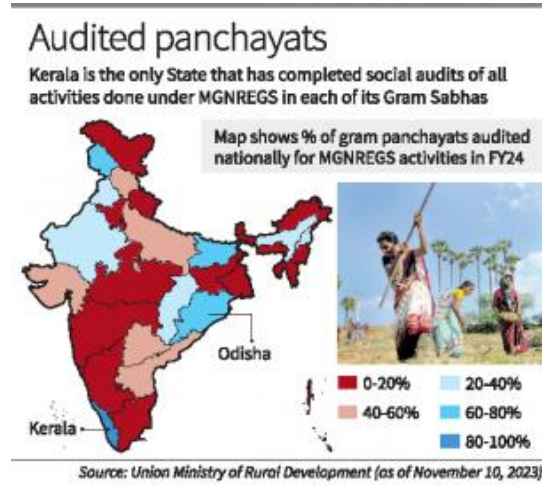 Audited panchayats
Kerala is the only State that has completed social audits of all
activities done under MGNREGS in each of its Gram Sabhas
Map shows % of gram panchayats audited
nationally for MGNREGS activities in FY24
Odisha
Kerala
0-20%
20-40%
40-60%
60-80%
80-100%
Source: Union Ministry of Rural Development (as of November 10, 2023)